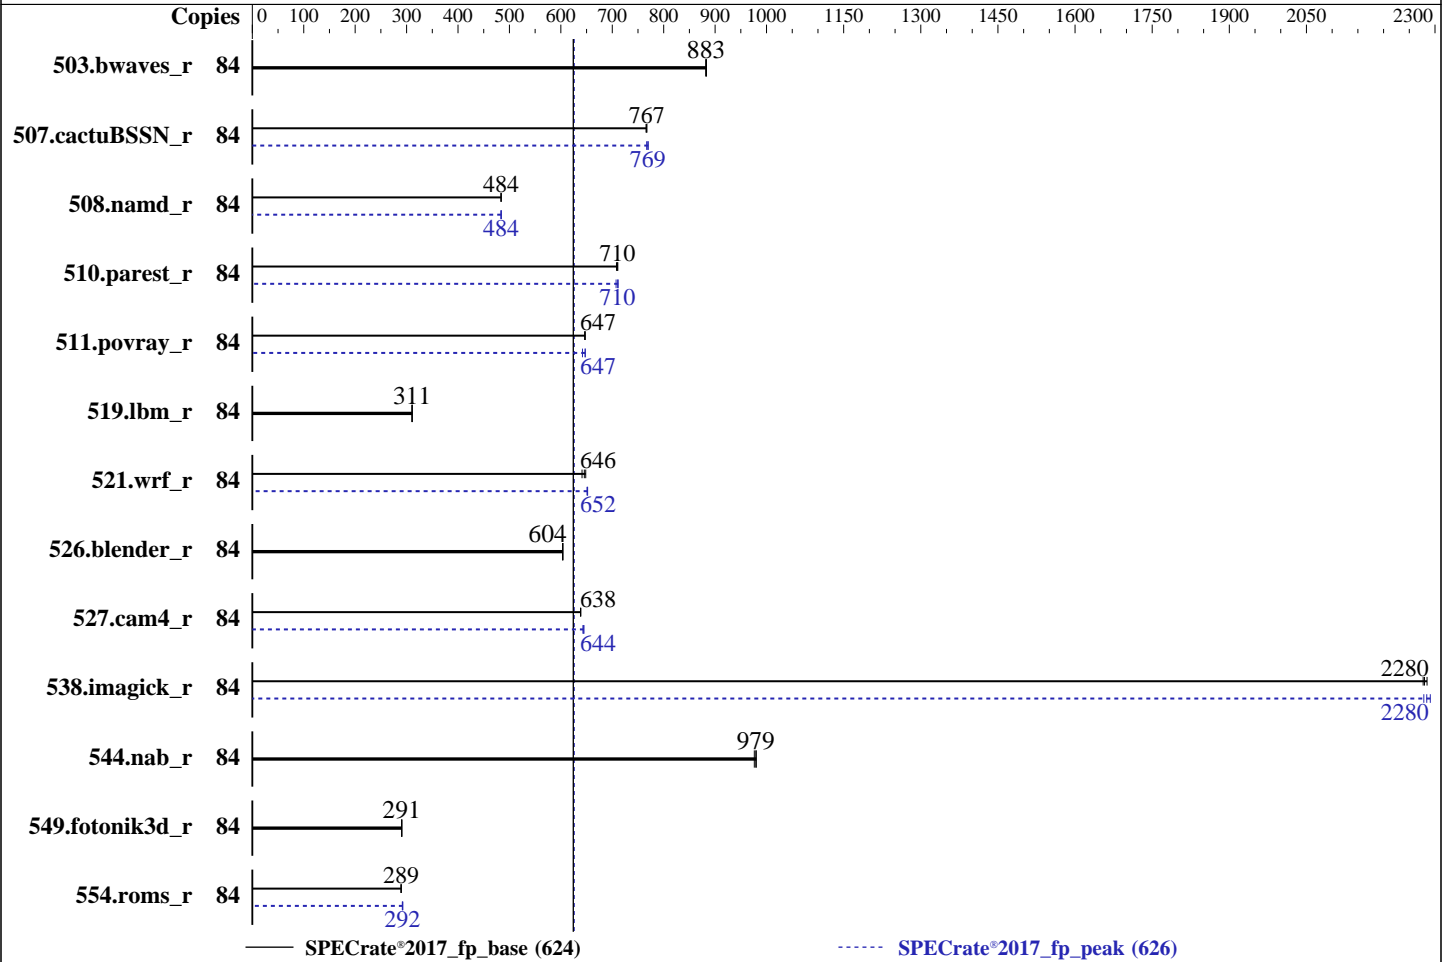 Copies 0 100 200 300 400 500 600 700 800 900 1000 1150 1300 1450 1600 1750 1900 2050 2300
883
503.bwaves_r 84
767
507.cactuBSSN_r 84
769
484
508.namd_r 84
484
710
510.parest_r 84
710
647
511.povray_r 84
647
311
519.lbm_r 84
646
521.wrf_r 84
652
604
526.blender_r 84
638
527.cam4_r 84
644
2280
538.imagick_r 84
2280
979
544.nab_r 84
291
549.fotonik3d_r 84
289
554.roms_r 84
292
SPECrate®2017_fp_base (624) SPECrate®2017_fp_peak (626)